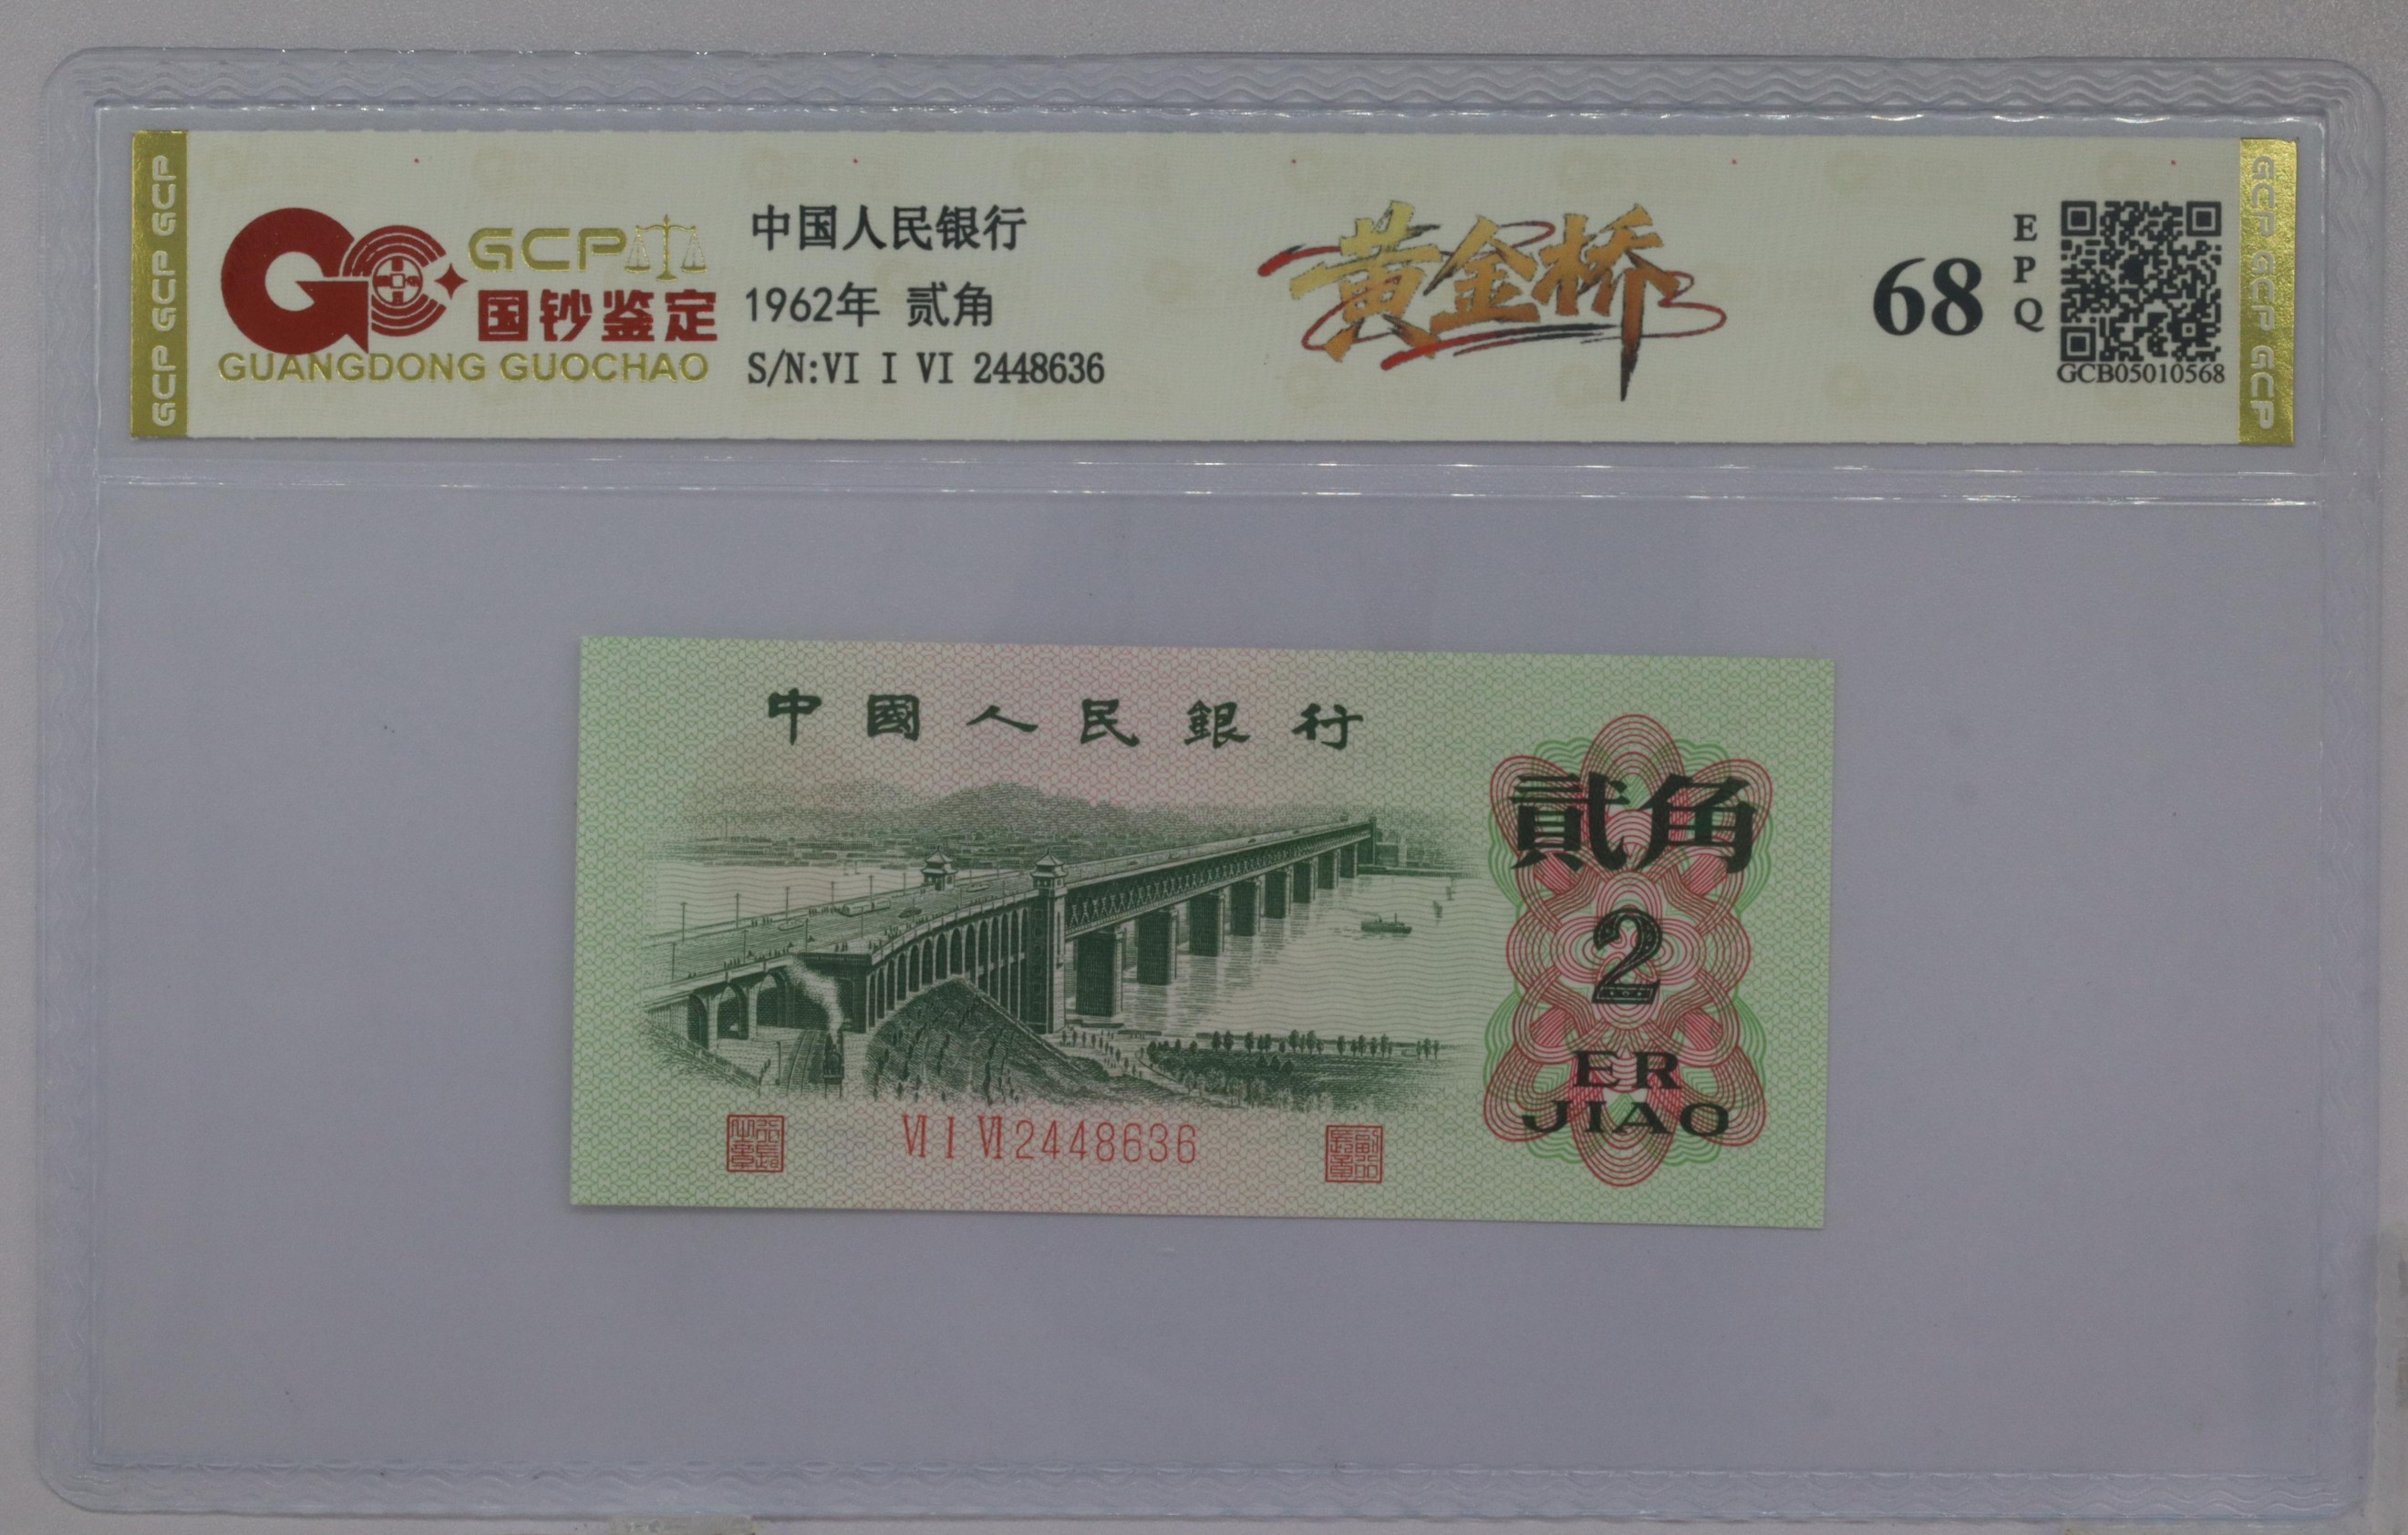 GCP GCP GCP
GCP
国钞鉴定
GUANGDONG GUOCHAO
中国人民银行
1962年 贰角
S/N:VI I VI 2448636
黄金桥
68
EPQ
GCB05010568
GCP GCP GCP
中國人民銀行
貳角
2
ER
JIAO
VI I VI 2448636